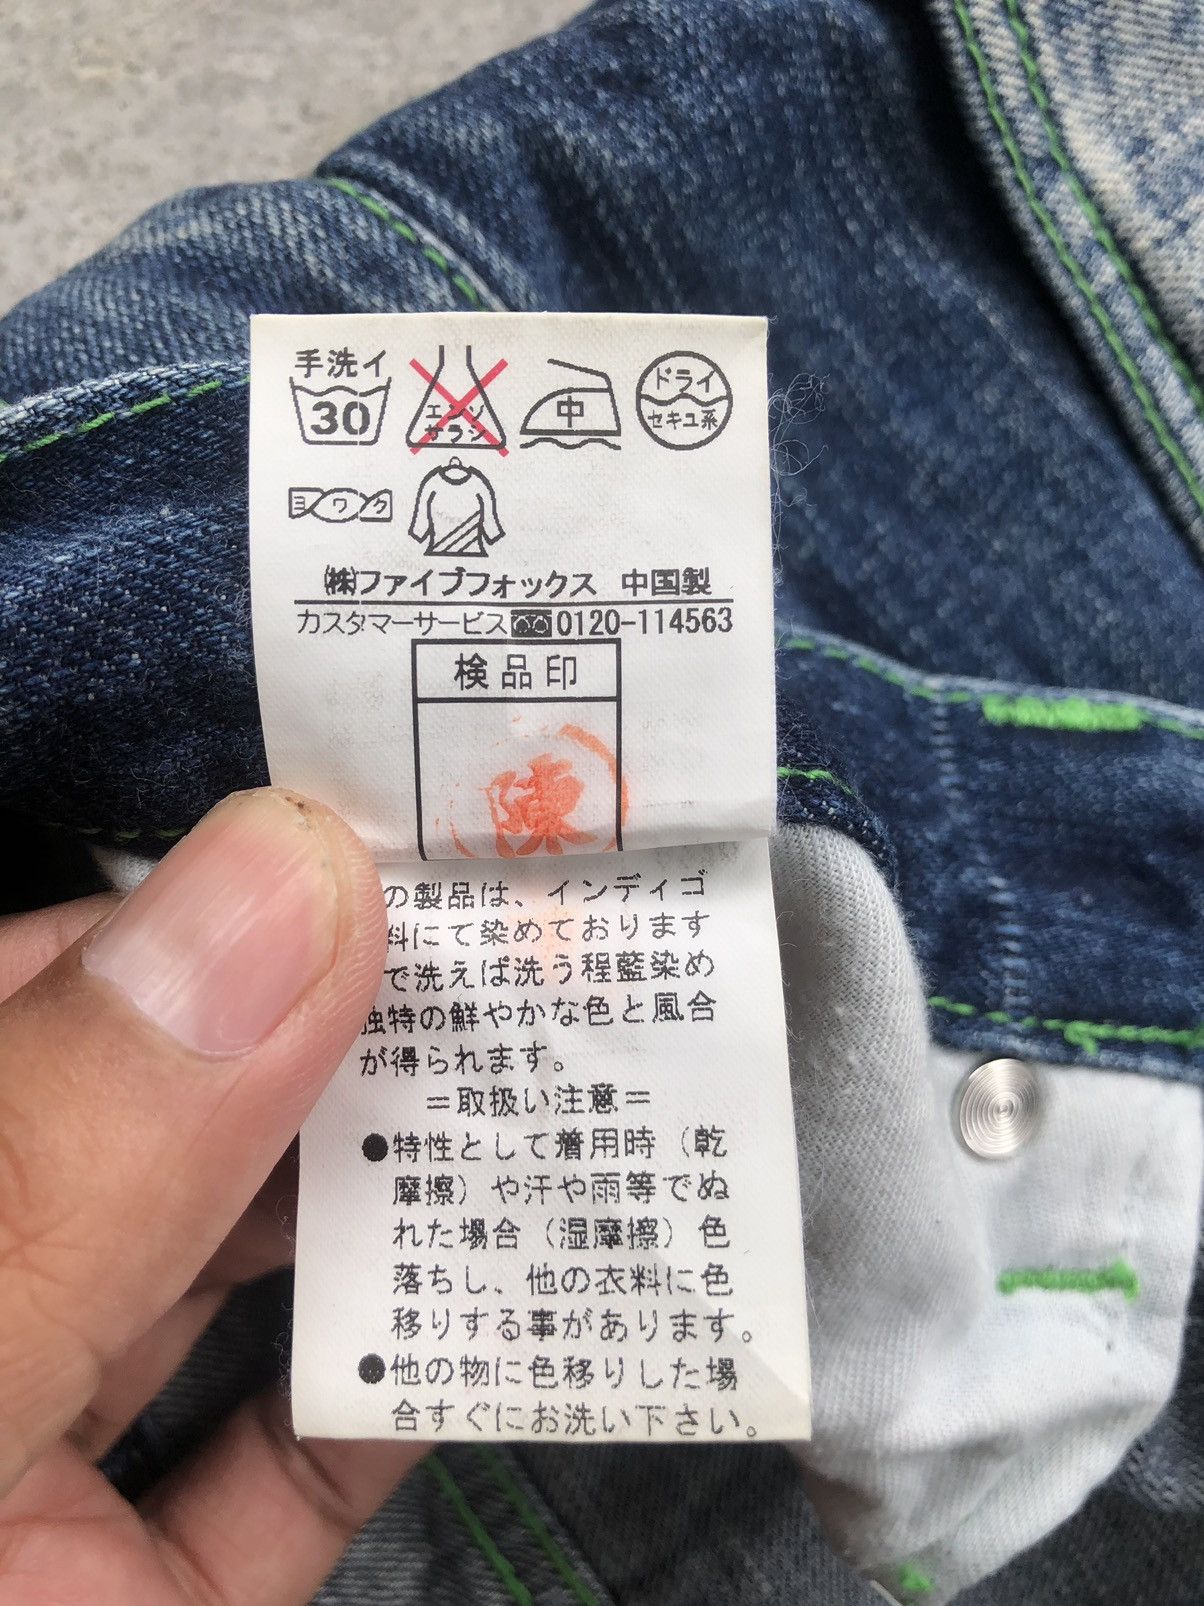 手洗イ
30
エンソ
サラシ
中
ドライ
セキユ系
ヨワク
㈱ファイブフォックス 中国製
カスタマーサービス 0120-114563
検品印
陳
の製品は、インディゴ
料にて染めております
で洗えば洗う程藍染め
独特の鮮やかな色と風合
が得られます。
=取扱い注意=
●特性として着用時（乾
摩擦）や汗や雨等でぬ
れた場合（湿摩擦）色
落ちし、他の衣料に色
移りする事があります。
●他の物に色移りした場
合すぐにお洗い下さい。